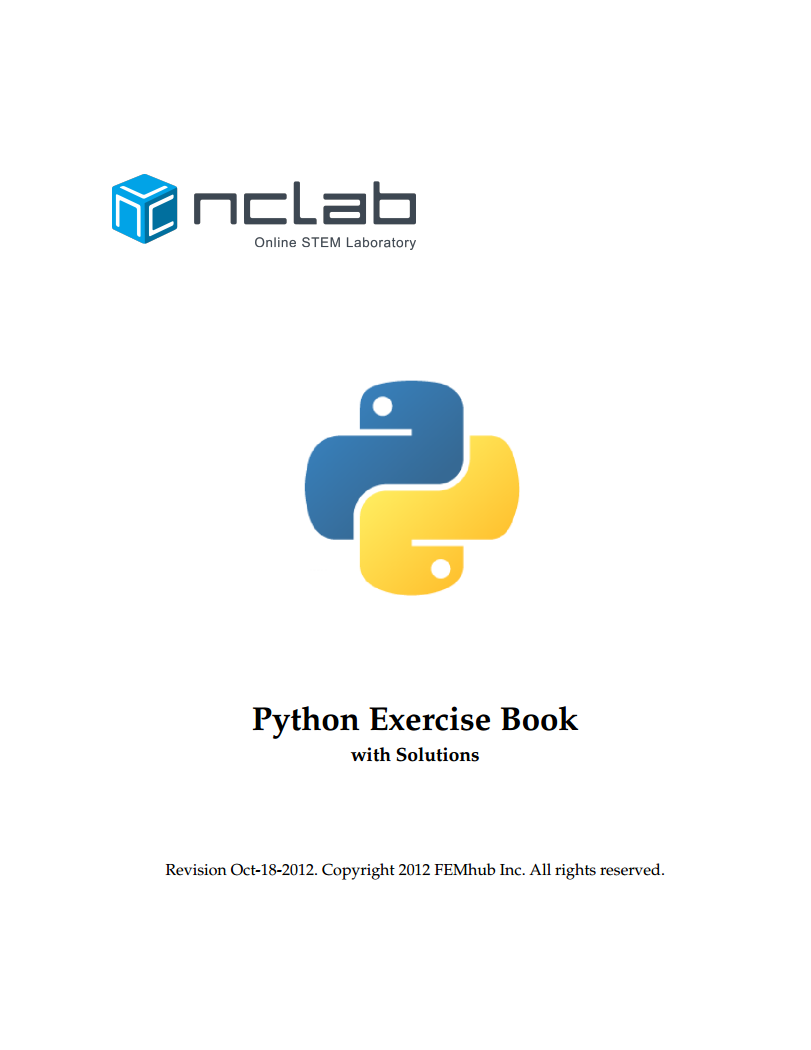 nclab
Online STEM Laboratory
Python Exercise Book
with Solutions
Revision Oct-18-2012. Copyright 2012 FEMhub Inc. All rights reserved.